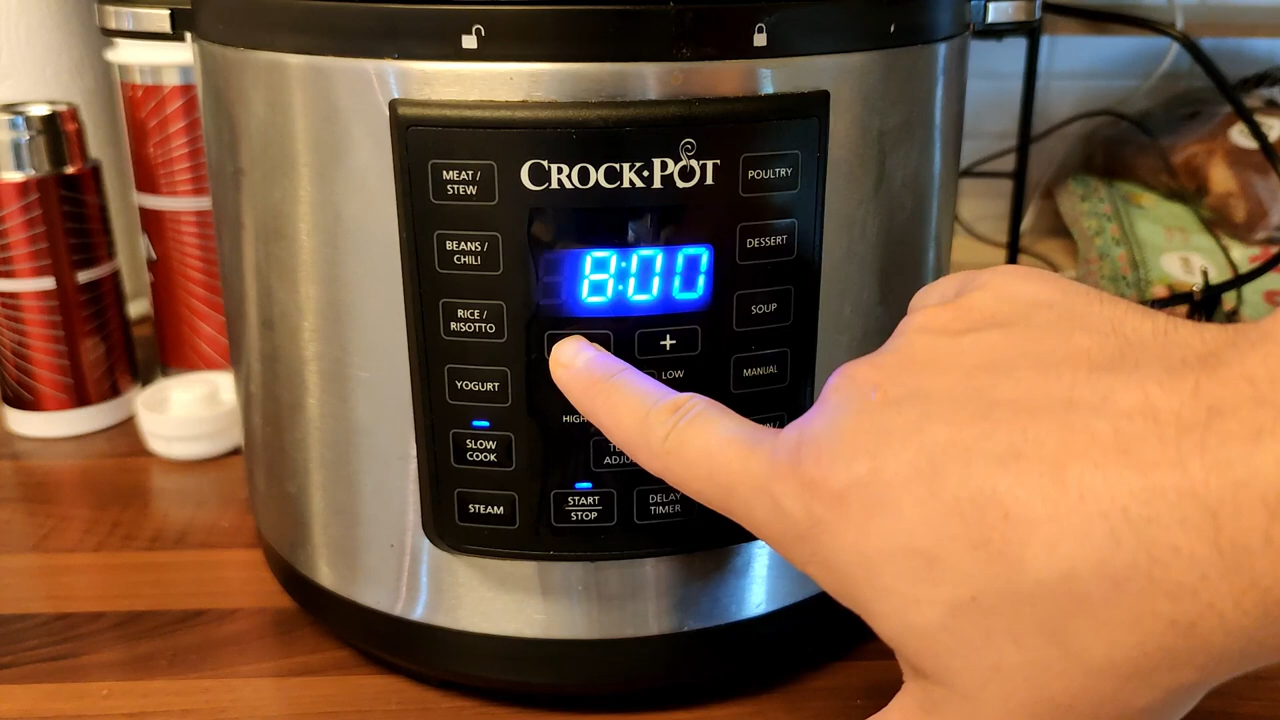 CROCK·POT
MEAT /
STEW
POULTRY
BEANS /
CHILI
8:00
DESSERT
RICE /
RISOTTO
+
SOUP
LOW
MANUAL
YOGURT
HIGH
SLOW
COOK
STEAM
START
STOP
DELAY
TIMER